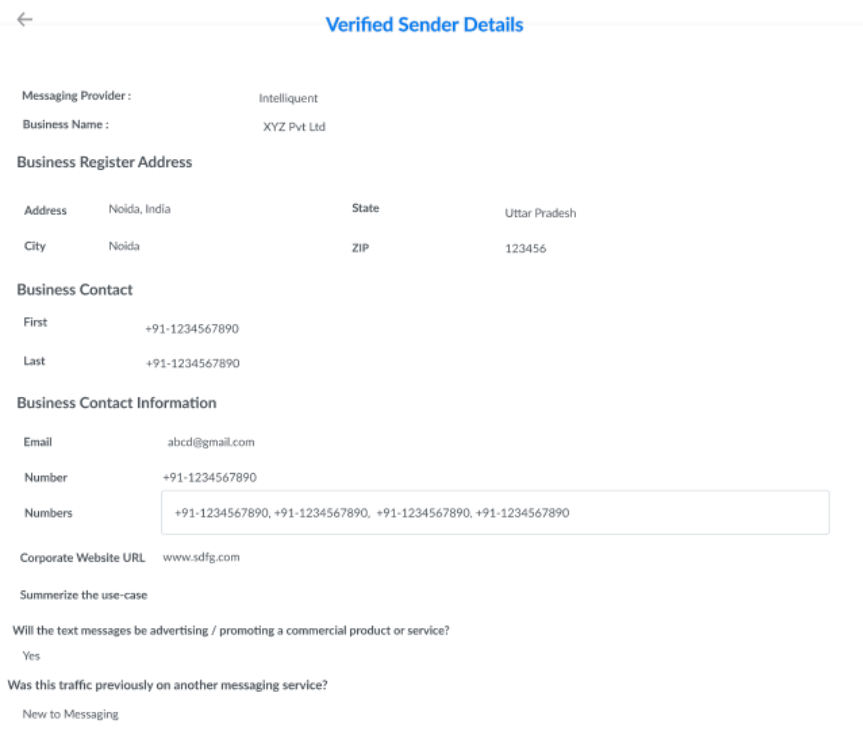 Verified Sender Details
Messaging Provider : Intelliquent
Business Name : XYZ Pvt Ltd
Business Register Address
Address Noida, India State Uttar Pradesh
City Noida ZIP 123456
Business Contact
First +91-1234567890
Last +91-1234567890
Business Contact Information
Email abcd@gmail.com
Number +91-1234567890
Numbers +91-1234567890, +91-1234567890, +91-1234567890, +91-1234567890
Corporate Website URL www.sdfg.com
Summerize the use-case
Will the text messages be advertising / promoting a commercial product or service?
Yes
Was this traffic previously on another messaging service?
New to Messaging